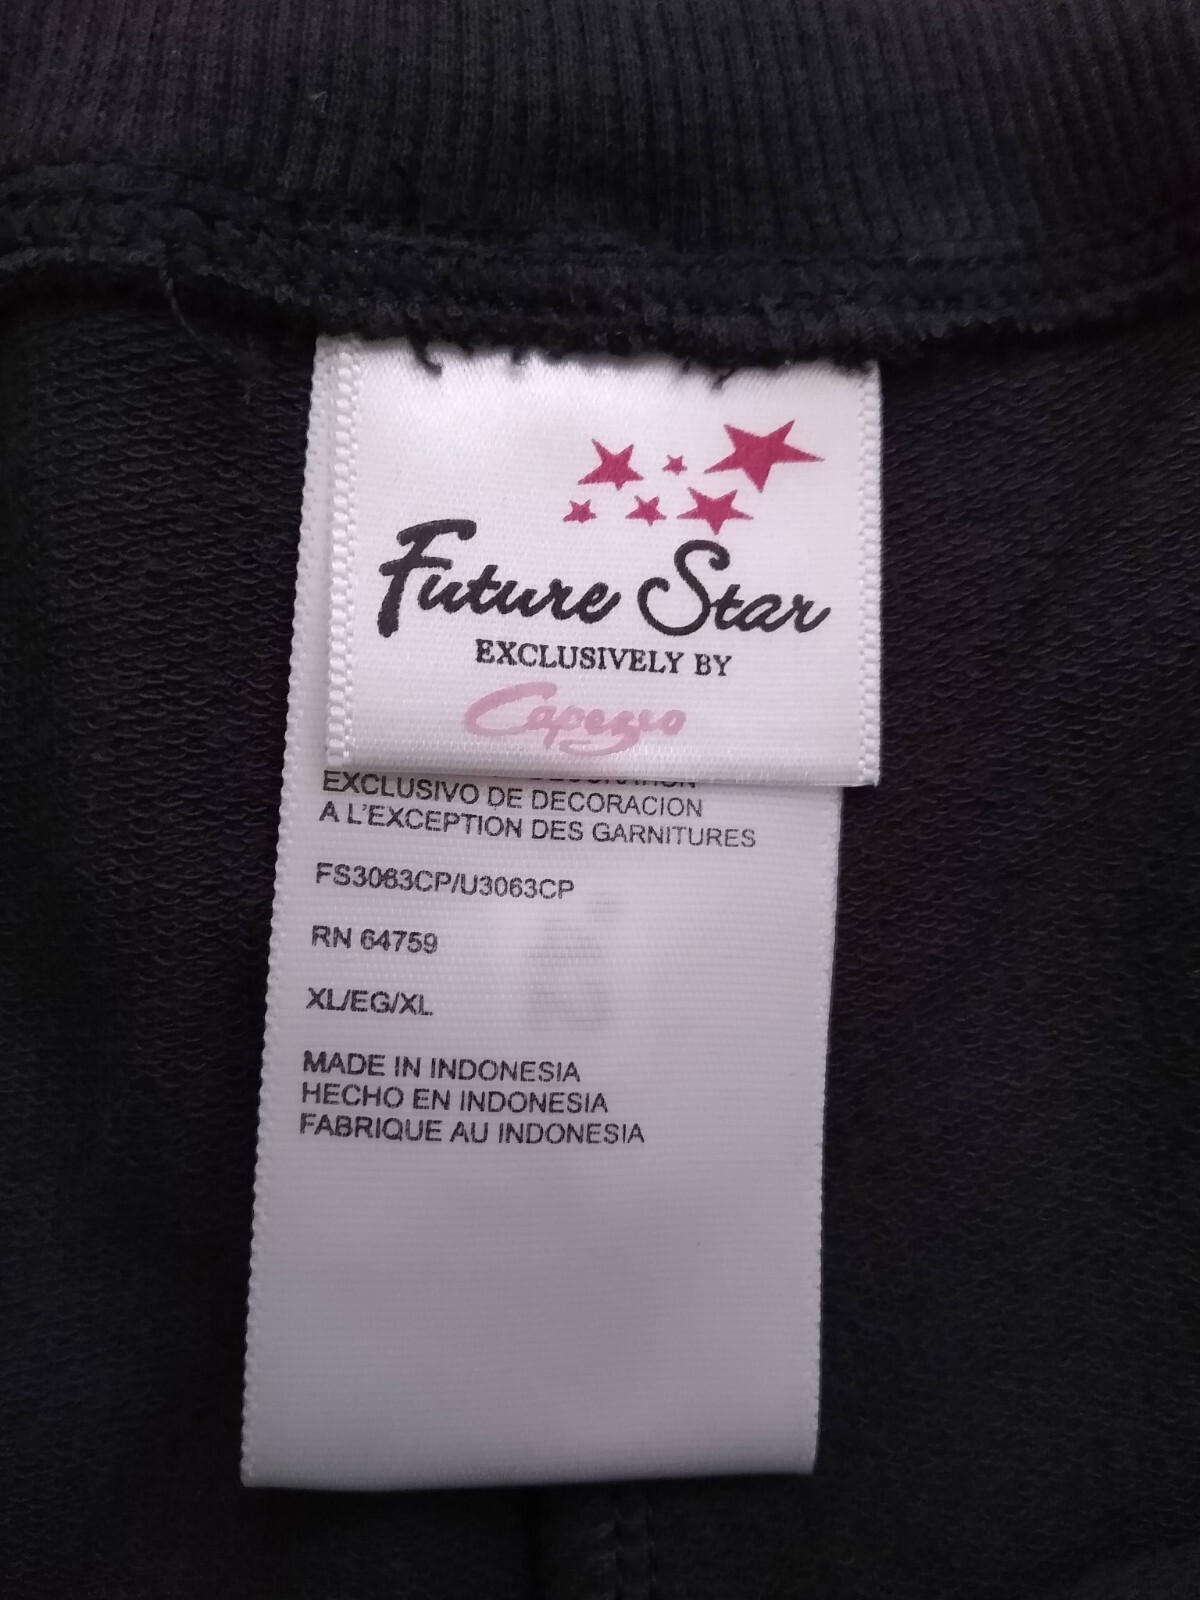 Future Star
EXCLUSIVELY BY
Capezio
EXCLUSIVO DE DECORACION
A L'EXCEPTION DES GARNITURES
FS3063CP/U3063CP
RN 64759
XL/EG/XL
MADE IN INDONESIA
HECHO EN INDONESIA
FABRIQUE AU INDONESIA